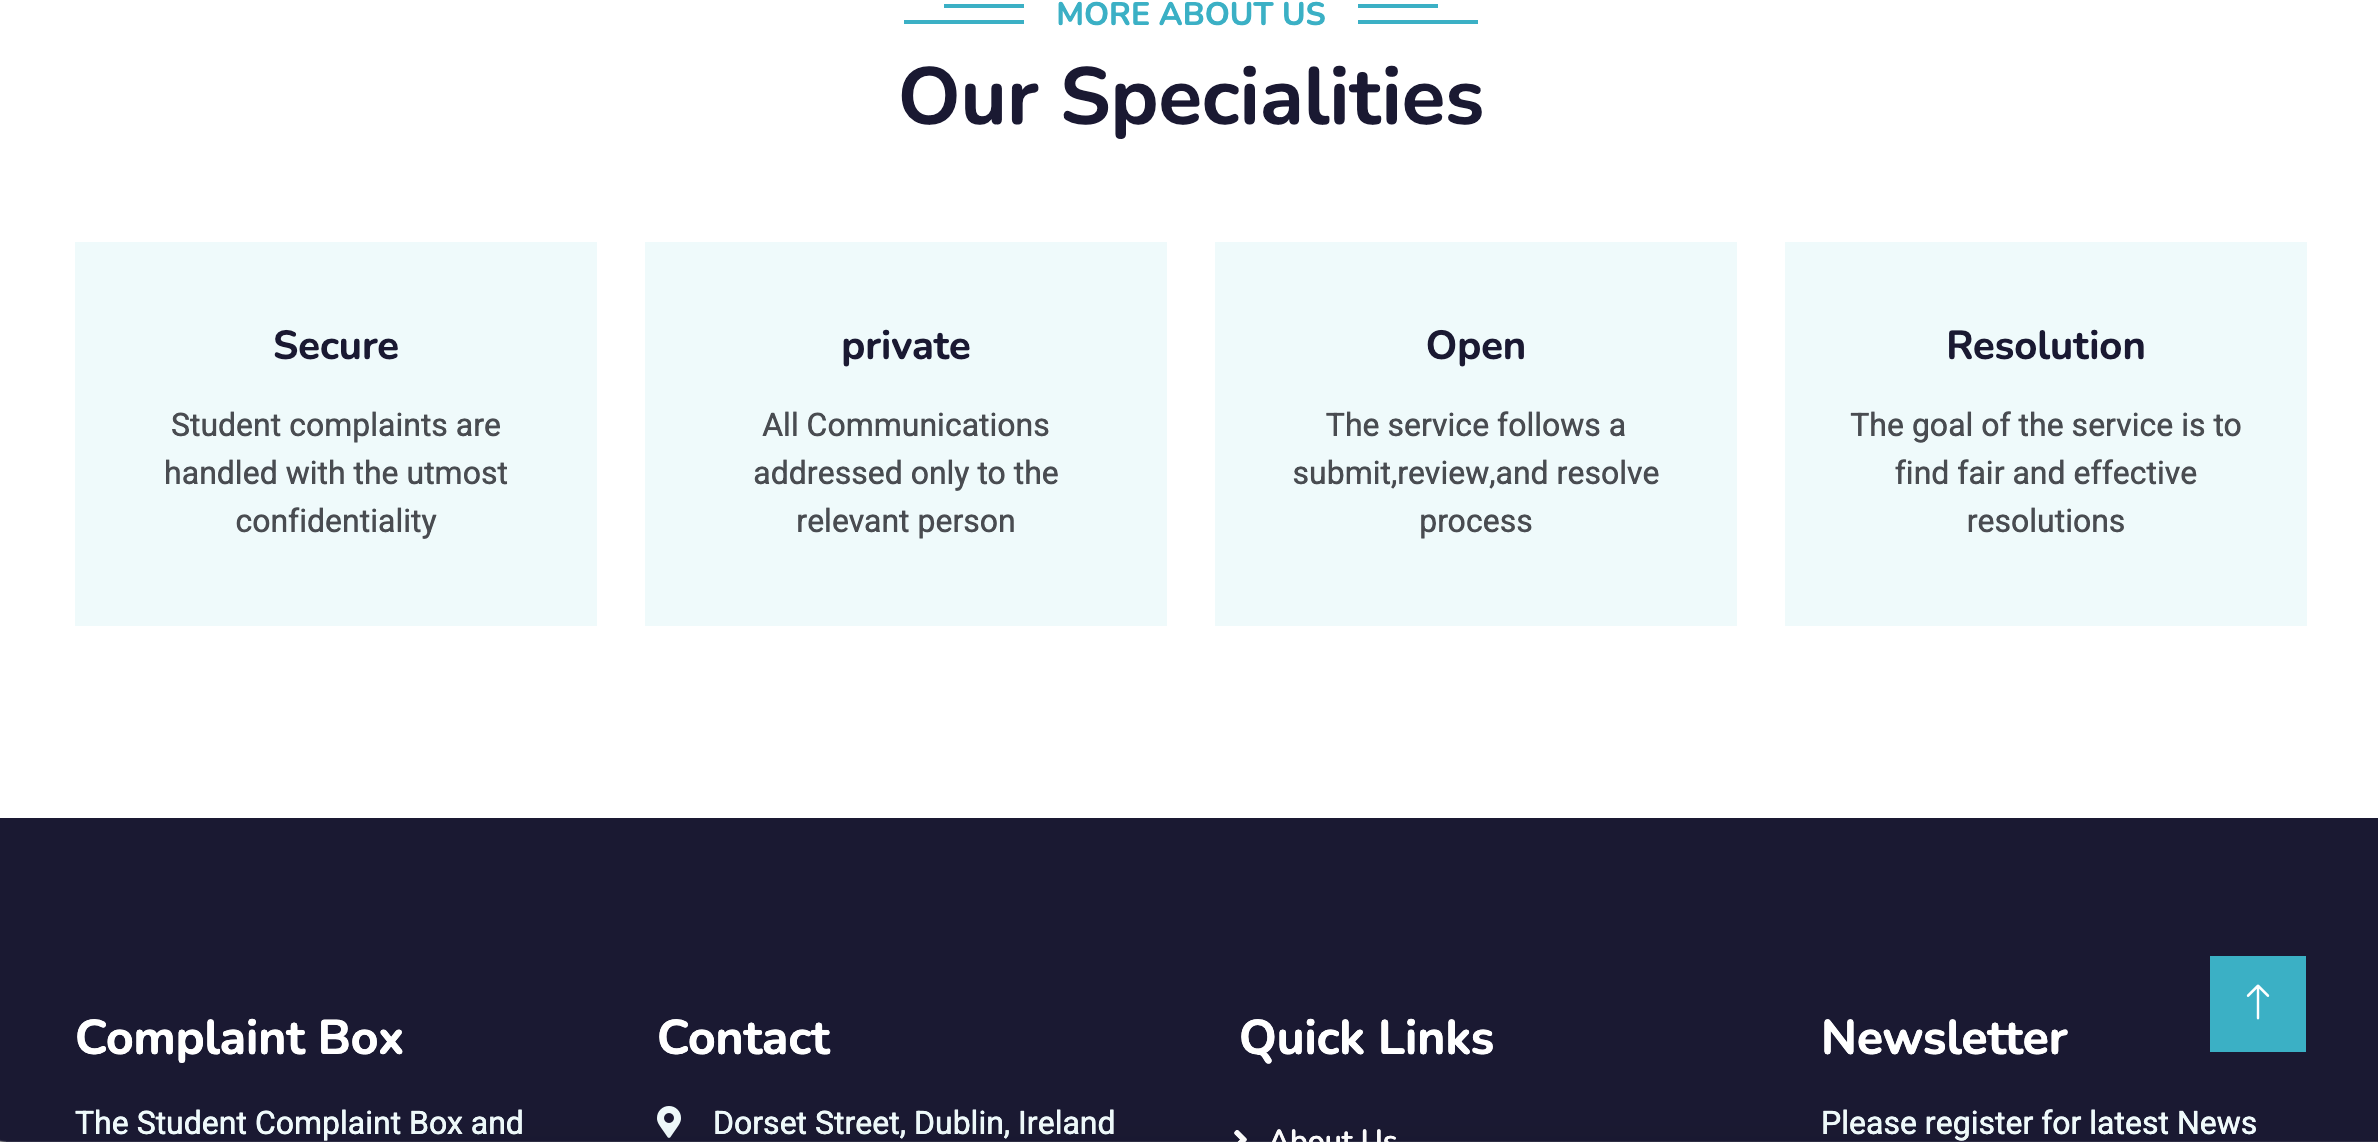 MORE ABOUT US
Our Specialities
Secure
Student complaints are
handled with the utmost
confidentiality
private
All Communications
addressed only to the
relevant person
Open
The service follows a
submit,review,and resolve
process
Resolution
The goal of the service is to
find fair and effective
resolutions
Complaint Box
The Student Complaint Box and
Contact
Dorset Street, Dublin, Ireland
Quick Links
About Us
Newsletter
Please register for latest News